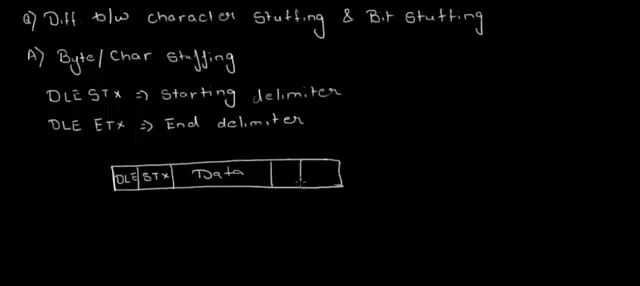 Q) Diff b/w character Stuffing & Bit Stuffing
A) Byte/Char Stuffing
DLE STX => Starting delimiter
DLE ETX => End delimiter
DLE STX Data